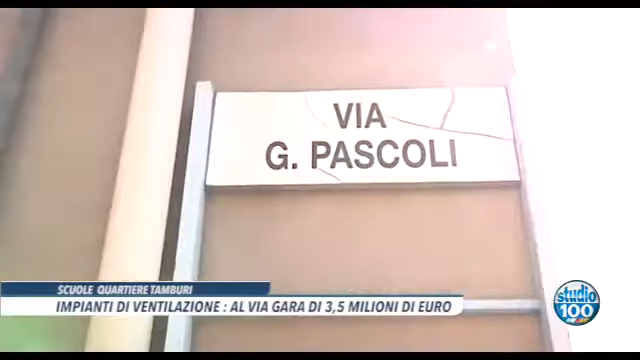 VIA
G. PASCOLI
SCUOLE QUARTIERE TAMBURI
IMPIANTI DI VENTILAZIONE : AL VIA GARA DI 3,5 MILIONI DI EURO
studio
100